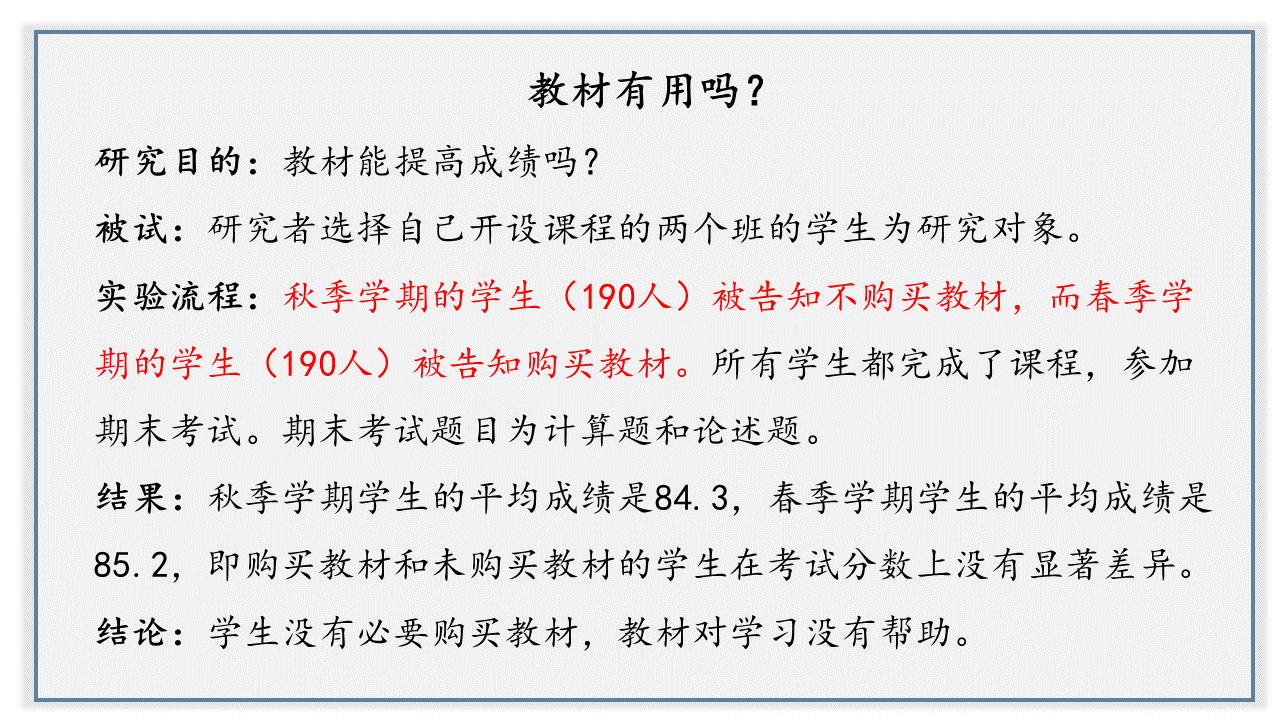 教材有用吗？
研究目的：教材能提高成绩吗？
被试：研究者选择自己开设课程的两个班的学生为研究对象。
实验流程：秋季学期的学生（190人）被告知不购买教材，而春季学
期的学生（190人）被告知购买教材。所有学生都完成了课程，参加
期末考试。期末考试题目为计算题和论述题。
结果：秋季学期学生的平均成绩是84.3，春季学期学生的平均成绩是
85.2，即购买教材和未购买教材的学生在考试分数上没有显著差异。
结论：学生没有必要购买教材，教材对学习没有帮助。